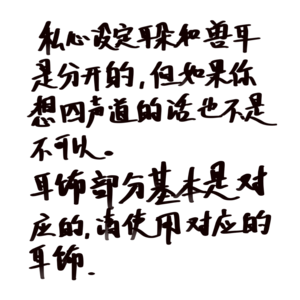 私心设定耳朵和兽耳
是分开的,但如果你
想四声道的话也不是
不可以。
耳饰部分基本是对
应的,请使用对应的
耳饰.